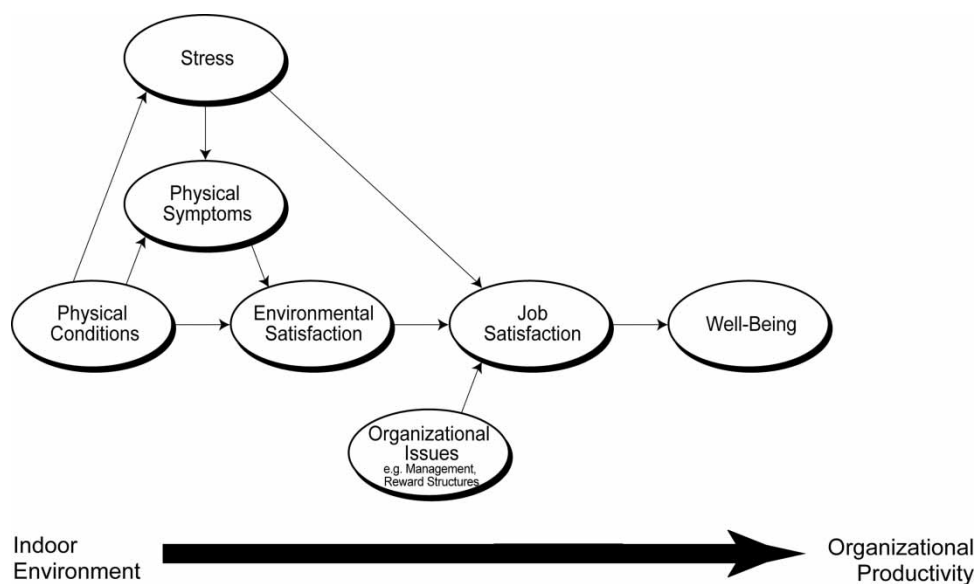 Stress
Physical
Symptoms
Physical
Conditions
Environmental
Satisfaction
Job
Satisfaction
Well-Being
Organizational
Issues
e.g. Management,
Reward Structures
Indoor
Environment
Organizational
Productivity